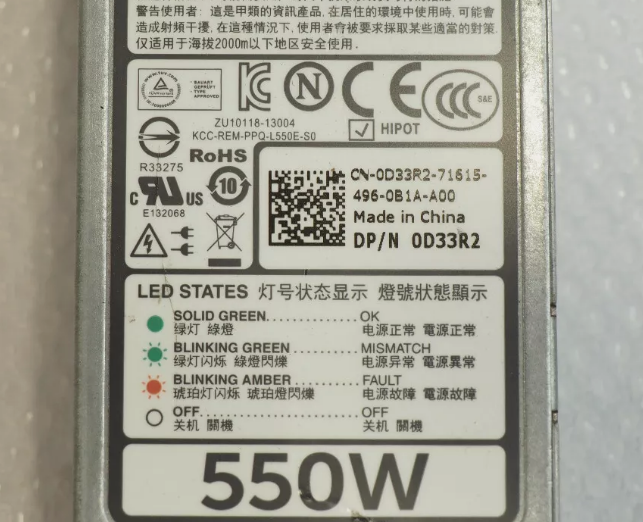 警告使用者: 這是甲類的資訊產品, 在居住的環境中使用時, 可能會
造成射頻干擾, 在這種情況下, 使用者會被要求採取某些適當的對策.
仅适用于海拔2000m以下地区安全使用.
N
CE
CCC
S&E
ZU10118-13004
KCC-REM-PPQ-L550E-S0
HIPOT
R33275
RoHS
10
c RU US
E132068
CN-0D33R2-71615-
496-0B1A-A00
Made in China
DP/N 0D33R2
LED STATES 灯号状态显示 燈號狀態顯示
SOLID GREEN..............OK
绿灯 綠燈 电源正常 電源正常
BLINKING GREEN..........MISMATCH
绿灯闪烁 綠燈閃爍 电源异常 電源異常
BLINKING AMBER..........FAULT
琥珀灯闪烁 琥珀燈閃爍 电源故障 電源故障
OFF.......................OFF
关机 關機 关机 關機
550W